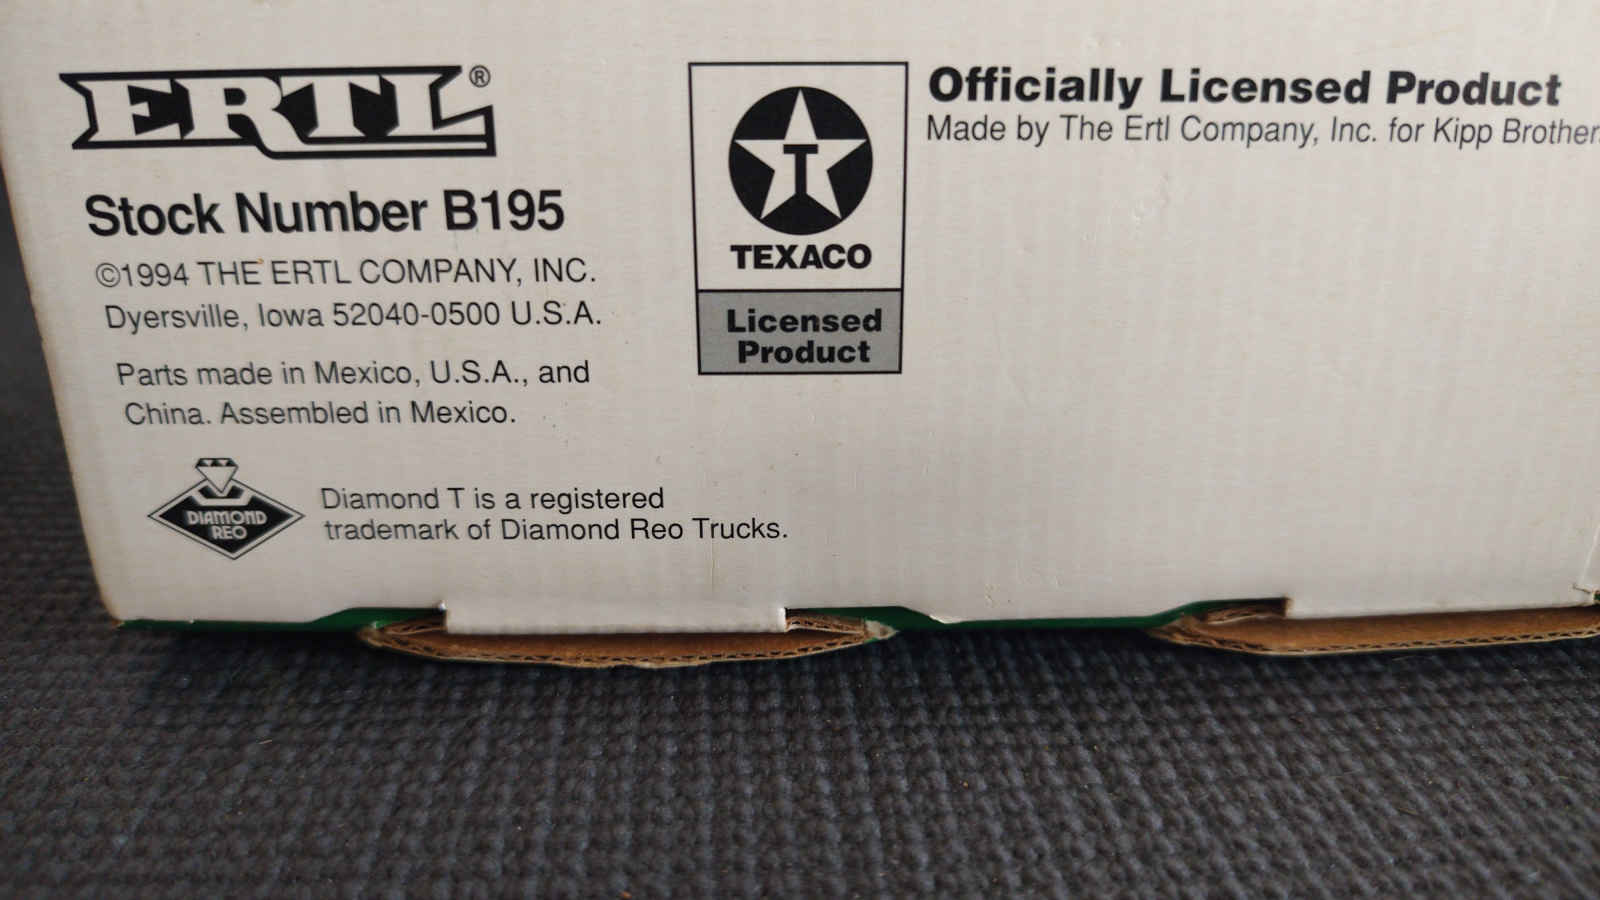 ERTL®
Stock Number B195
©1994 THE ERTL COMPANY, INC.
Dyersville, Iowa 52040-0500 U.S.A.
Parts made in Mexico, U.S.A., and
China. Assembled in Mexico.
DIAMOND
REO
Diamond T is a registered
trademark of Diamond Reo Trucks.
T
TEXACO
Licensed
Product
Officially Licensed Product
Made by The Ertl Company, Inc. for Kipp